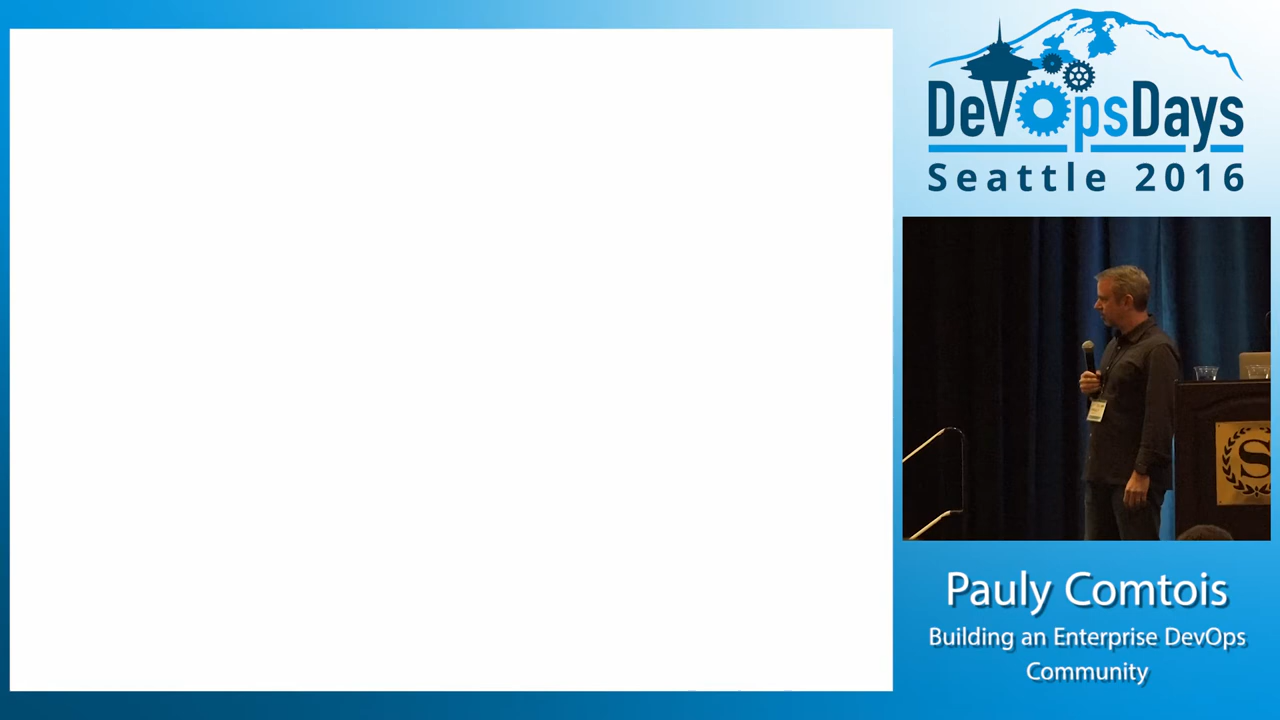 DevOpsDays
Seattle 2016
S
Pauly Comtois
Building an Enterprise DevOps
Community